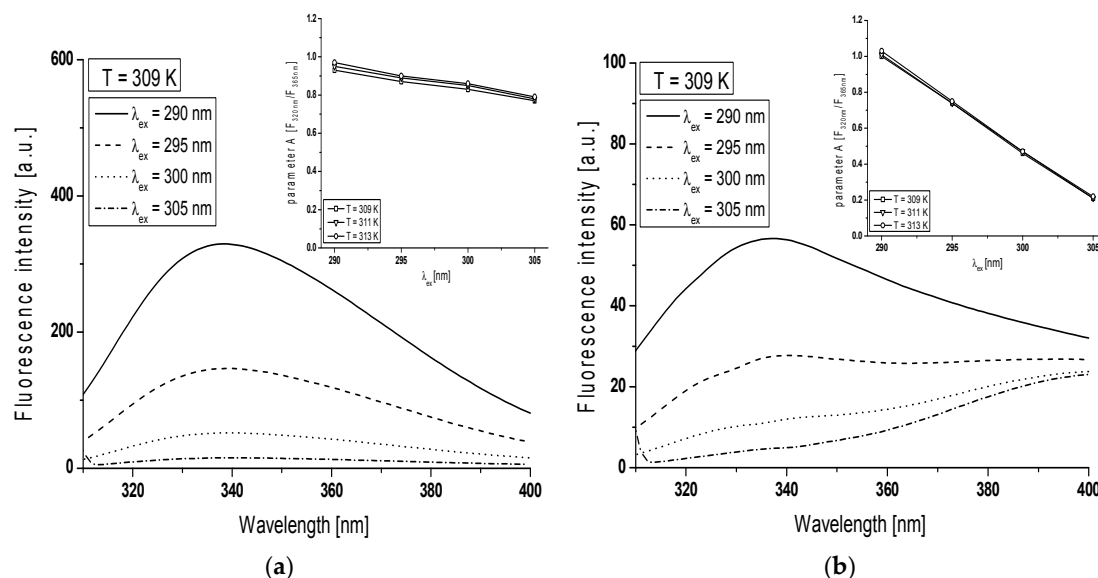 (a)
600
400
200
0
Fluorescence intensity [a.u.]
320 340 360 380 400
Wavelength [nm]
T = 309 K
λex = 290 nm
λex = 295 nm
λex = 300 nm
λex = 305 nm
parameter A [F320nm/F365nm]
1.2
1.0
0.8
0.6
0.4
0.2
0.0
290 295 300 305
λex [nm]
T = 309 K
T = 311 K
T = 313 K
(b)
100
80
60
40
20
0
Fluorescence intensity [a.u.]
320 340 360 380 400
Wavelength [nm]
T = 309 K
λex = 290 nm
λex = 295 nm
λex = 300 nm
λex = 305 nm
parameter A [F320nm/F365nm]
1.2
1.0
0.8
0.6
0.4
0.2
0.0
290 295 300 305
λex [nm]
T = 309 K
T = 311 K
T = 313 K